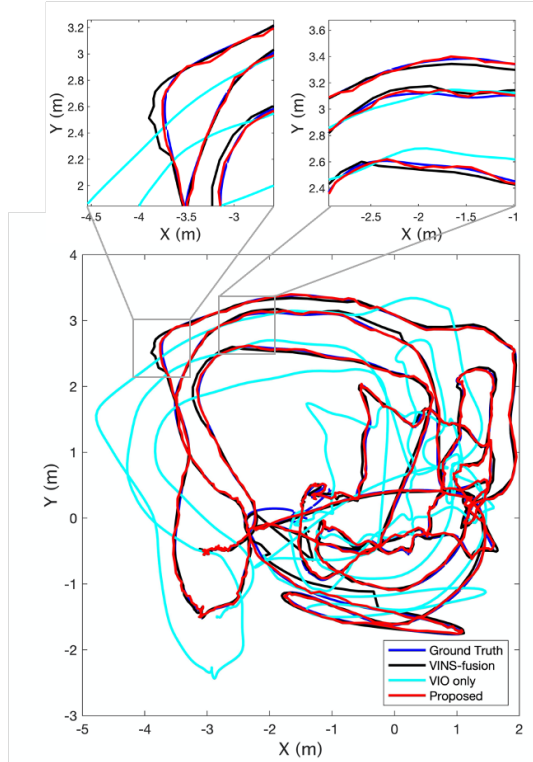 3.2
3
2.8
2.6
2.4
2.2
2
Y (m)
-4.5 -4 -3.5 -3
X (m)
3.4
3.2
3
2.8
2.6
2.4
Y (m)
-2.5 -2 -1.5 -1
X (m)
4
3
2
1
0
-1
-2
-3
Y (m)
-5 -4 -3 -2 -1 0 1 2
X (m)
Ground Truth
VINS-fusion
VIO only
Proposed